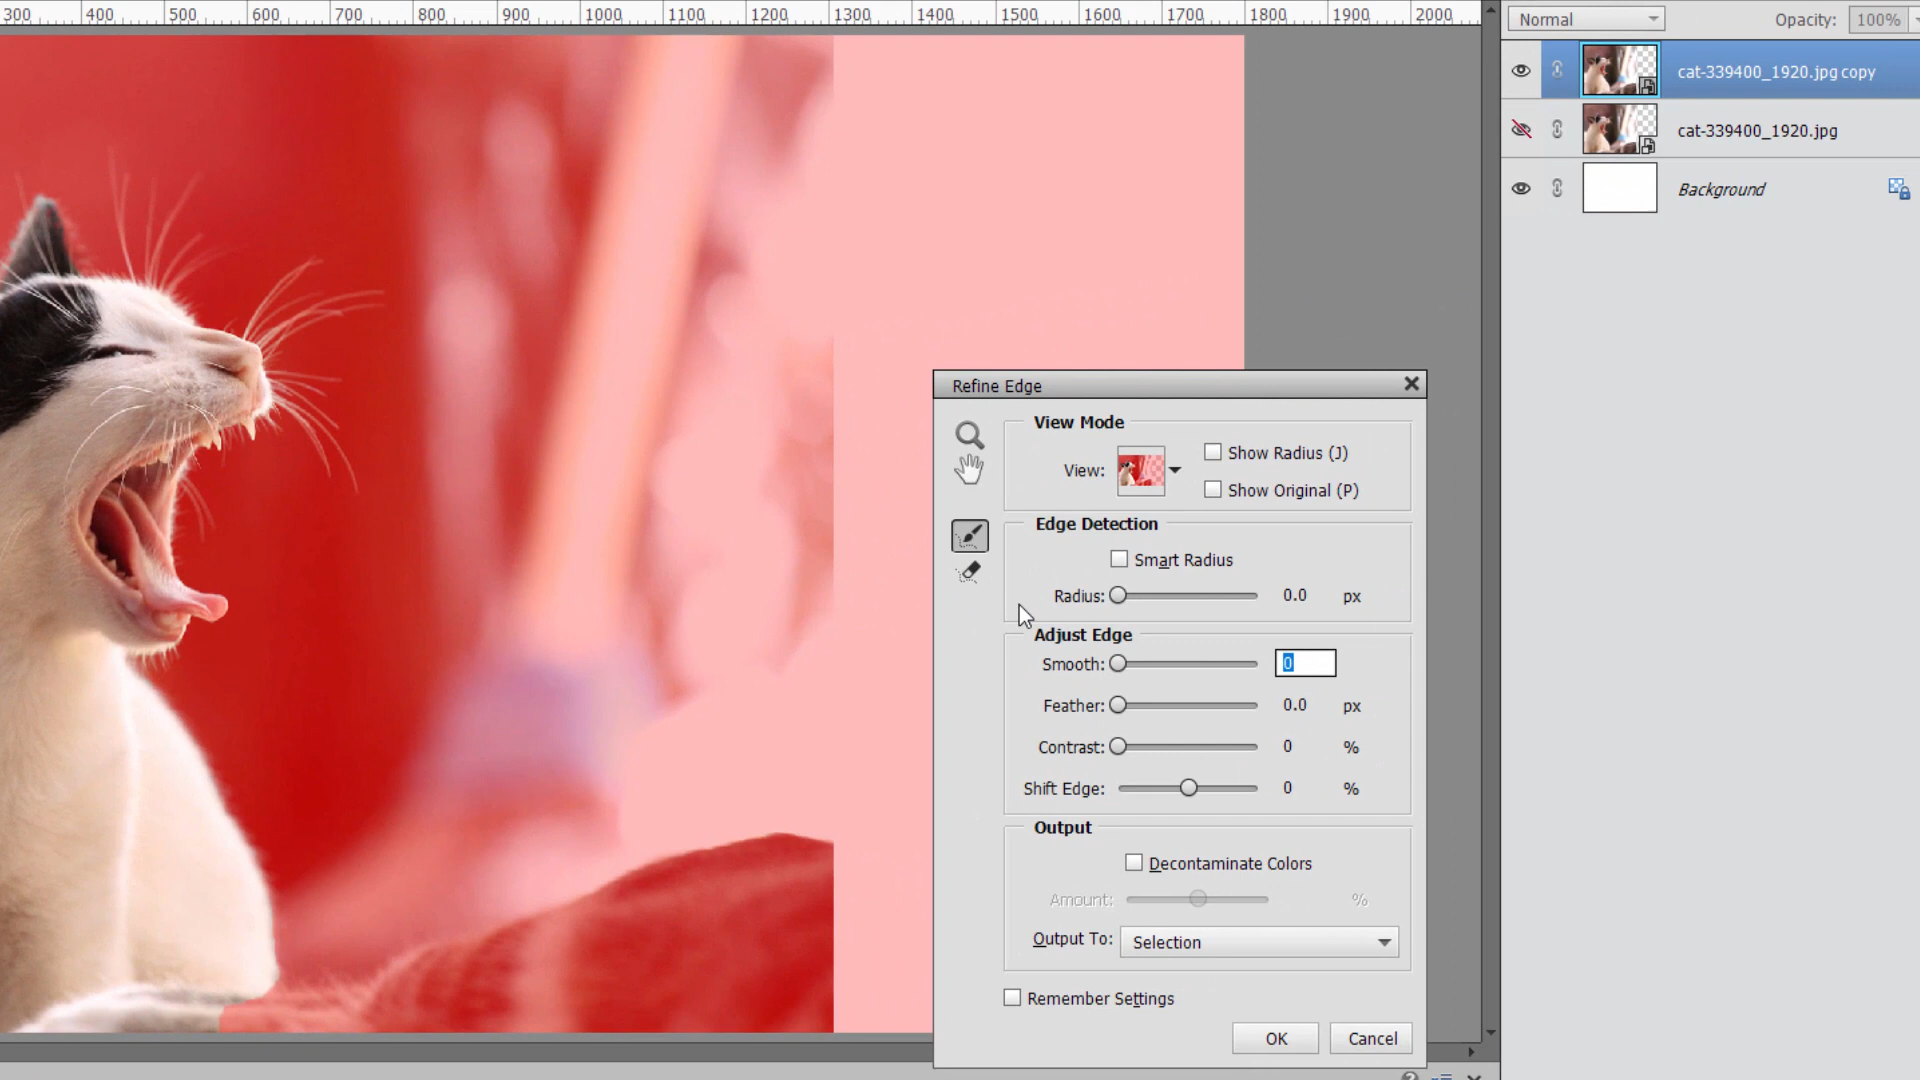 300 400 500 600 700 800 900 1000 1100 1200 1300 1400 1500 1600 1700 1800 1900 2000
Normal Opacity: 100%
cat-339400_1920.jpg copy
cat-339400_1920.jpg
Background
Refine Edge
View Mode
View:
Show Radius (J)
Show Original (P)
Edge Detection
Smart Radius
Radius: 0.0 px
Adjust Edge
Smooth: 0
Feather: 0.0 px
Contrast: 0 %
Shift Edge: 0 %
Output
Decontaminate Colors
Amount: %
Output To: Selection
Remember Settings
OK Cancel